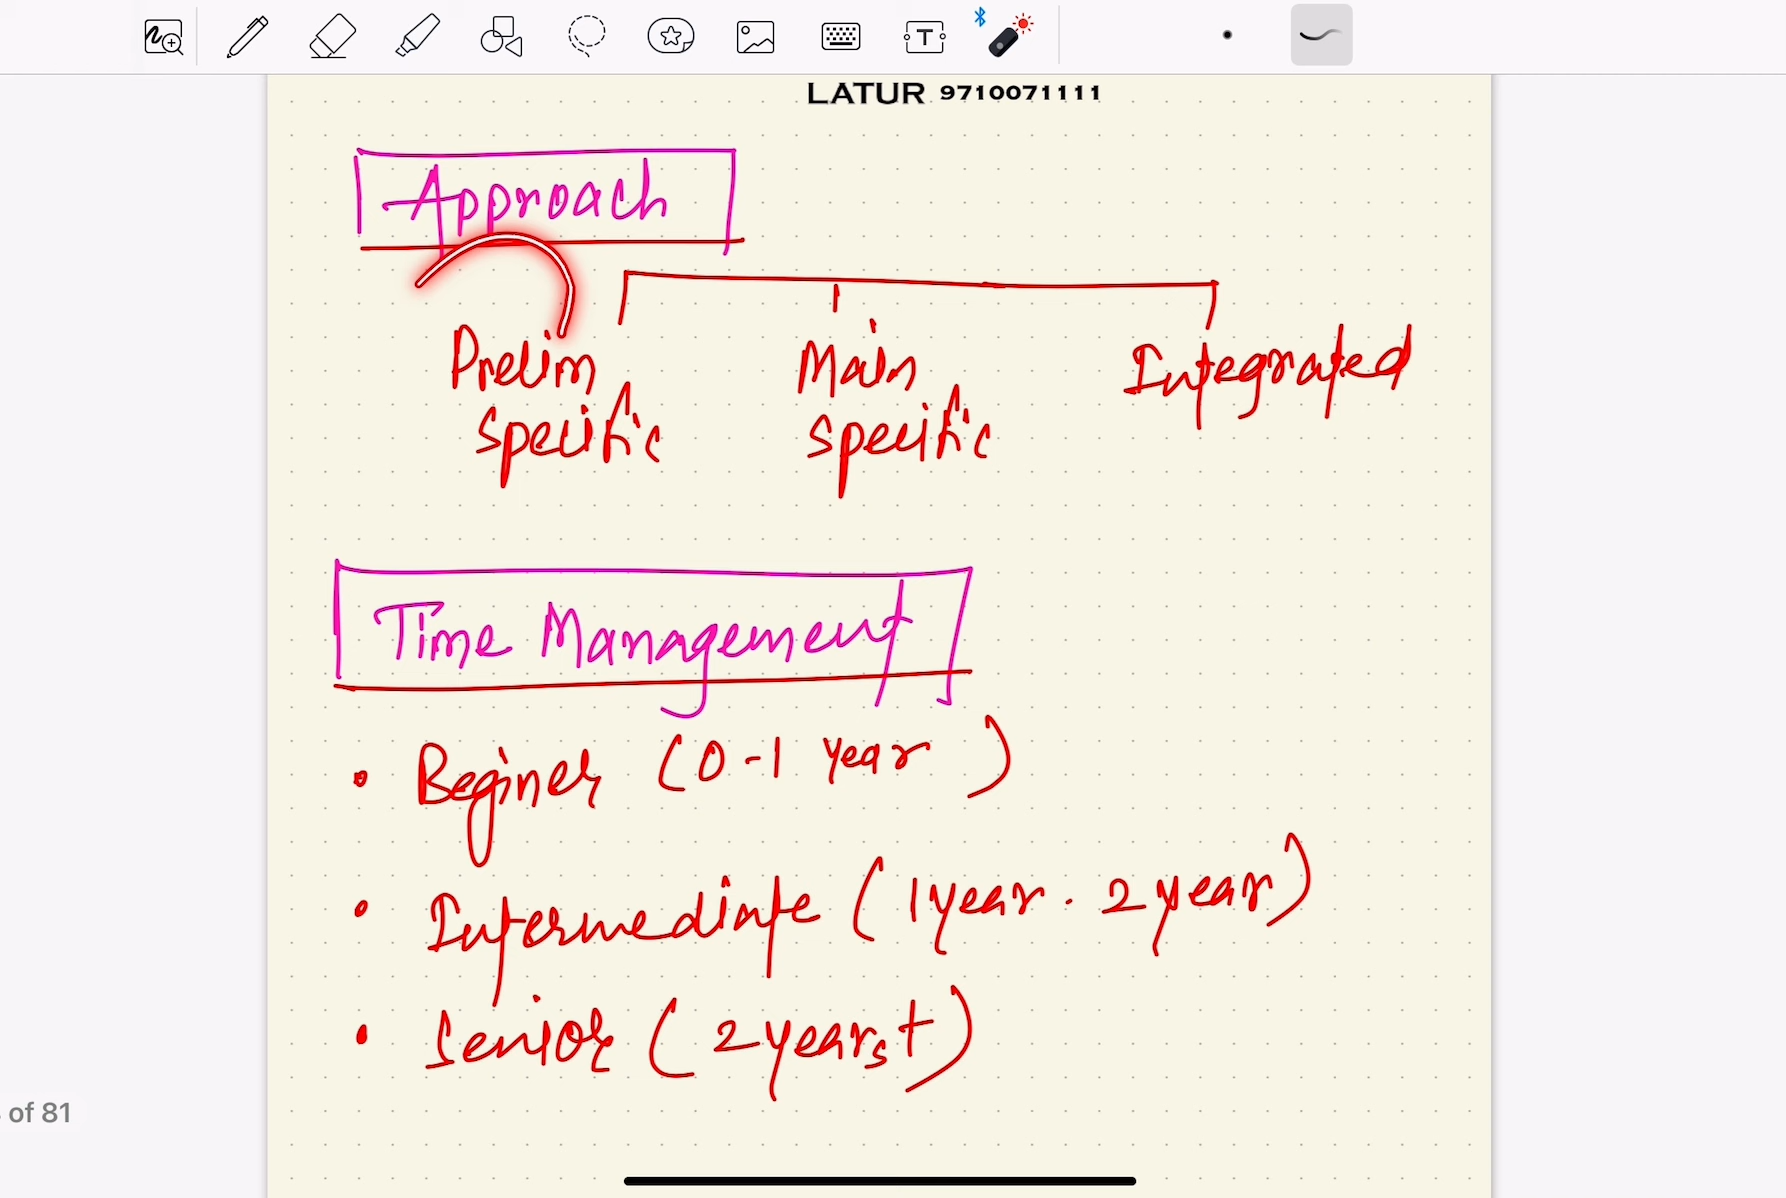 LATUR 9710071111
Approach
Prelim Main Integrated
specific specific
Time Management
• Beginer (0-1 year)
• Intermediate (1year - 2year)
• Senior (2years+)
of 81